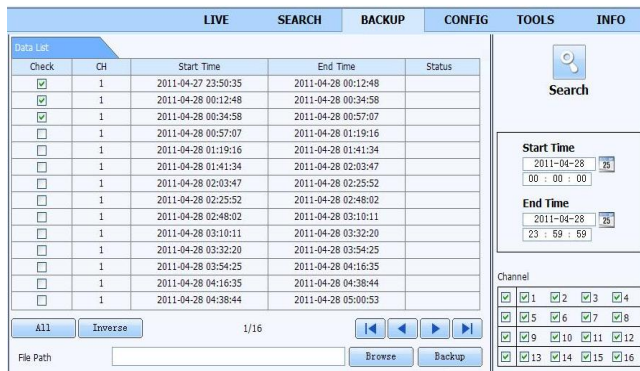 LIVE SEARCH BACKUP CONFIG TOOLS INFO
Data List
Check CH Start Time End Time Status
1 2011-04-27 23:50:35 2011-04-28 00:12:48
1 2011-04-28 00:12:48 2011-04-28 00:34:58
1 2011-04-28 00:34:58 2011-04-28 00:57:07
1 2011-04-28 00:57:07 2011-04-28 01:19:16
1 2011-04-28 01:19:16 2011-04-28 01:41:34
1 2011-04-28 01:41:34 2011-04-28 02:03:47
1 2011-04-28 02:03:47 2011-04-28 02:25:52
1 2011-04-28 02:25:52 2011-04-28 02:48:02
1 2011-04-28 02:48:02 2011-04-28 03:10:11
1 2011-04-28 03:10:11 2011-04-28 03:32:20
1 2011-04-28 03:32:20 2011-04-28 03:54:25
1 2011-04-28 03:54:25 2011-04-28 04:16:35
1 2011-04-28 04:16:35 2011-04-28 04:38:44
1 2011-04-28 04:38:44 2011-04-28 05:00:53
All Inverse 1/16
File Path Browse Backup
Search
Start Time
2011-04-28 25
00 : 00 : 00
End Time
2011-04-28 25
23 : 59 : 59
Channel
1 2 3 4
5 6 7 8
9 10 11 12
13 14 15 16